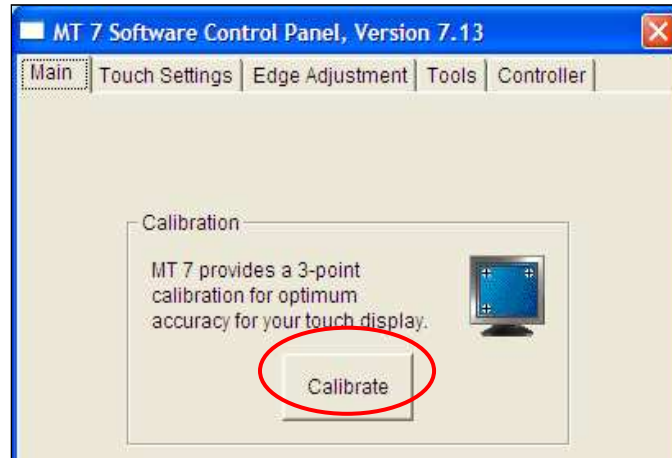 MT 7 Software Control Panel, Version 7.13
Main Touch Settings Edge Adjustment Tools Controller
Calibration
MT 7 provides a 3-point
calibration for optimum
accuracy for your touch display.
Calibrate